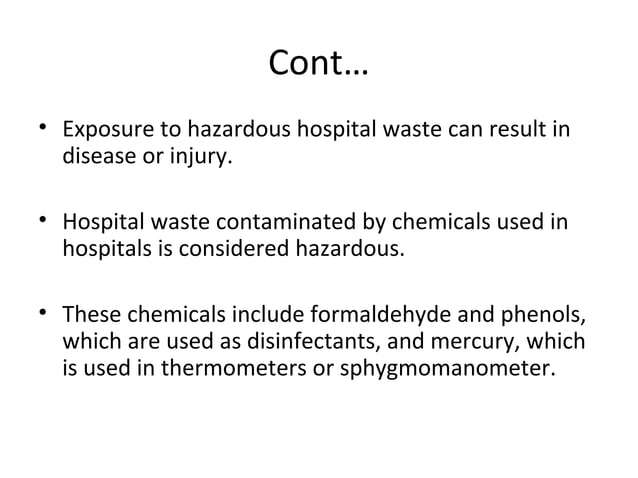 Cont…
• Exposure to hazardous hospital waste can result in
disease or injury.
• Hospital waste contaminated by chemicals used in
hospitals is considered hazardous.
• These chemicals include formaldehyde and phenols,
which are used as disinfectants, and mercury, which
is used in thermometers or sphygmomanometer.